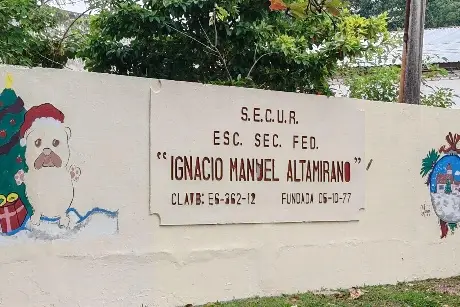 S.E.C.U.R.
ESC. SEC. FED.
"IGNACIO MANUEL ALTAMIRANO"
CLAVE: ES-362-12 FUNDADA 05-10-77